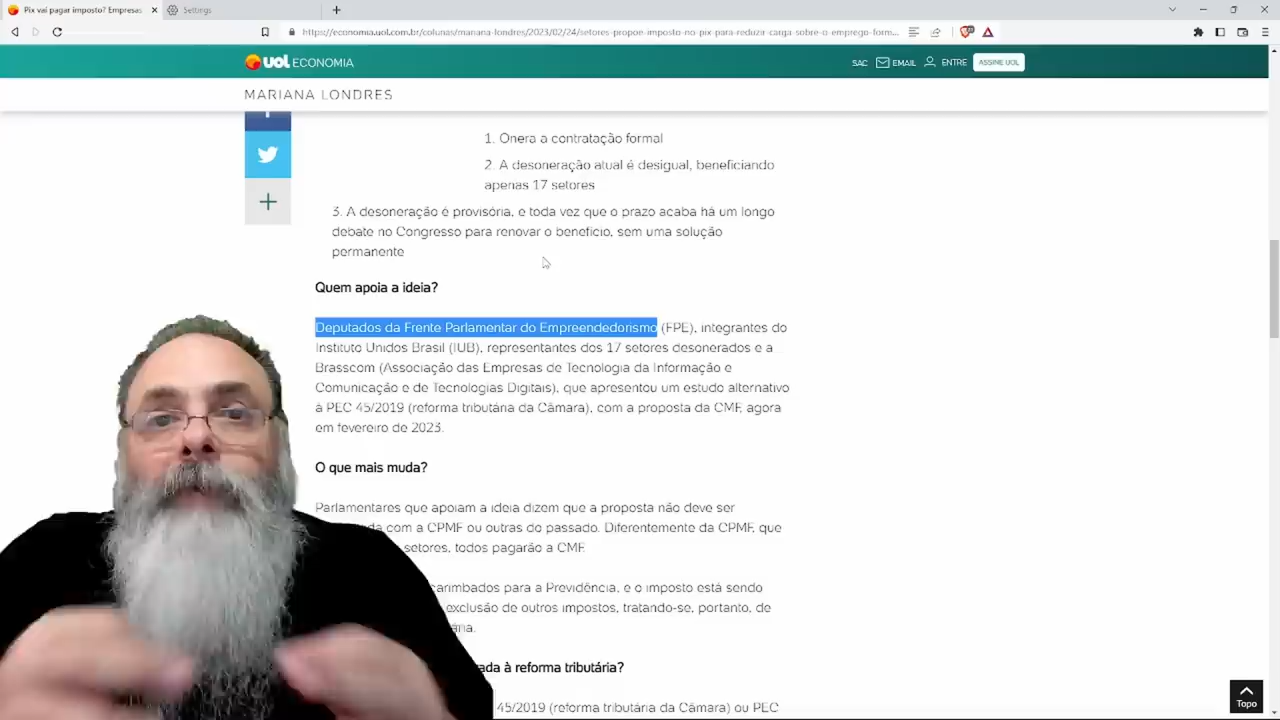 Pix vai pagar imposto? Empresas
Settings
https://economia.uol.com.br/colunas/mariana-londres/2023/02/24/setores-propoe-imposto-no-pix-para-reduzir-carga-sobre-o-emprego-form...
uol ECONOMIA
SAC
EMAIL
ENTRE
ASSINE UOL
MARIANA LONDRES
1. Onera a contratação formal
2. A desoneração atual é desigual, beneficiando
apenas 17 setores
3. A desoneração é provisória, e toda vez que o prazo acaba há um longo
debate no Congresso para renovar o benefício, sem uma solução
permanente
Quem apoia a ideia?
Deputados da Frente Parlamentar do Empreendedorismo (FPE), integrantes do
Instituto Unidos Brasil (IUB), representantes dos 17 setores desonerados e a
Brasscom (Associação das Empresas de Tecnologia da Informação e
Comunicação e de Tecnologias Digitais), que apresentou um estudo alternativo
à PEC 45/2019 (reforma tributária da Câmara), com a proposta da CMF, agora
em fevereiro de 2023.
O que mais muda?
Parlamentares que apoiam a ideia dizem que a proposta não deve ser
com a CPMF ou outras do passado. Diferentemente da CPMF, que
setores, todos pagarão a CMF.
carimbados para a Previdência, e o imposto está sendo
exclusão de outros impostos, tratando-se, portanto, de
à reforma tributária?
45/2019 (reforma tributária da Câmara) ou PEC
Topo